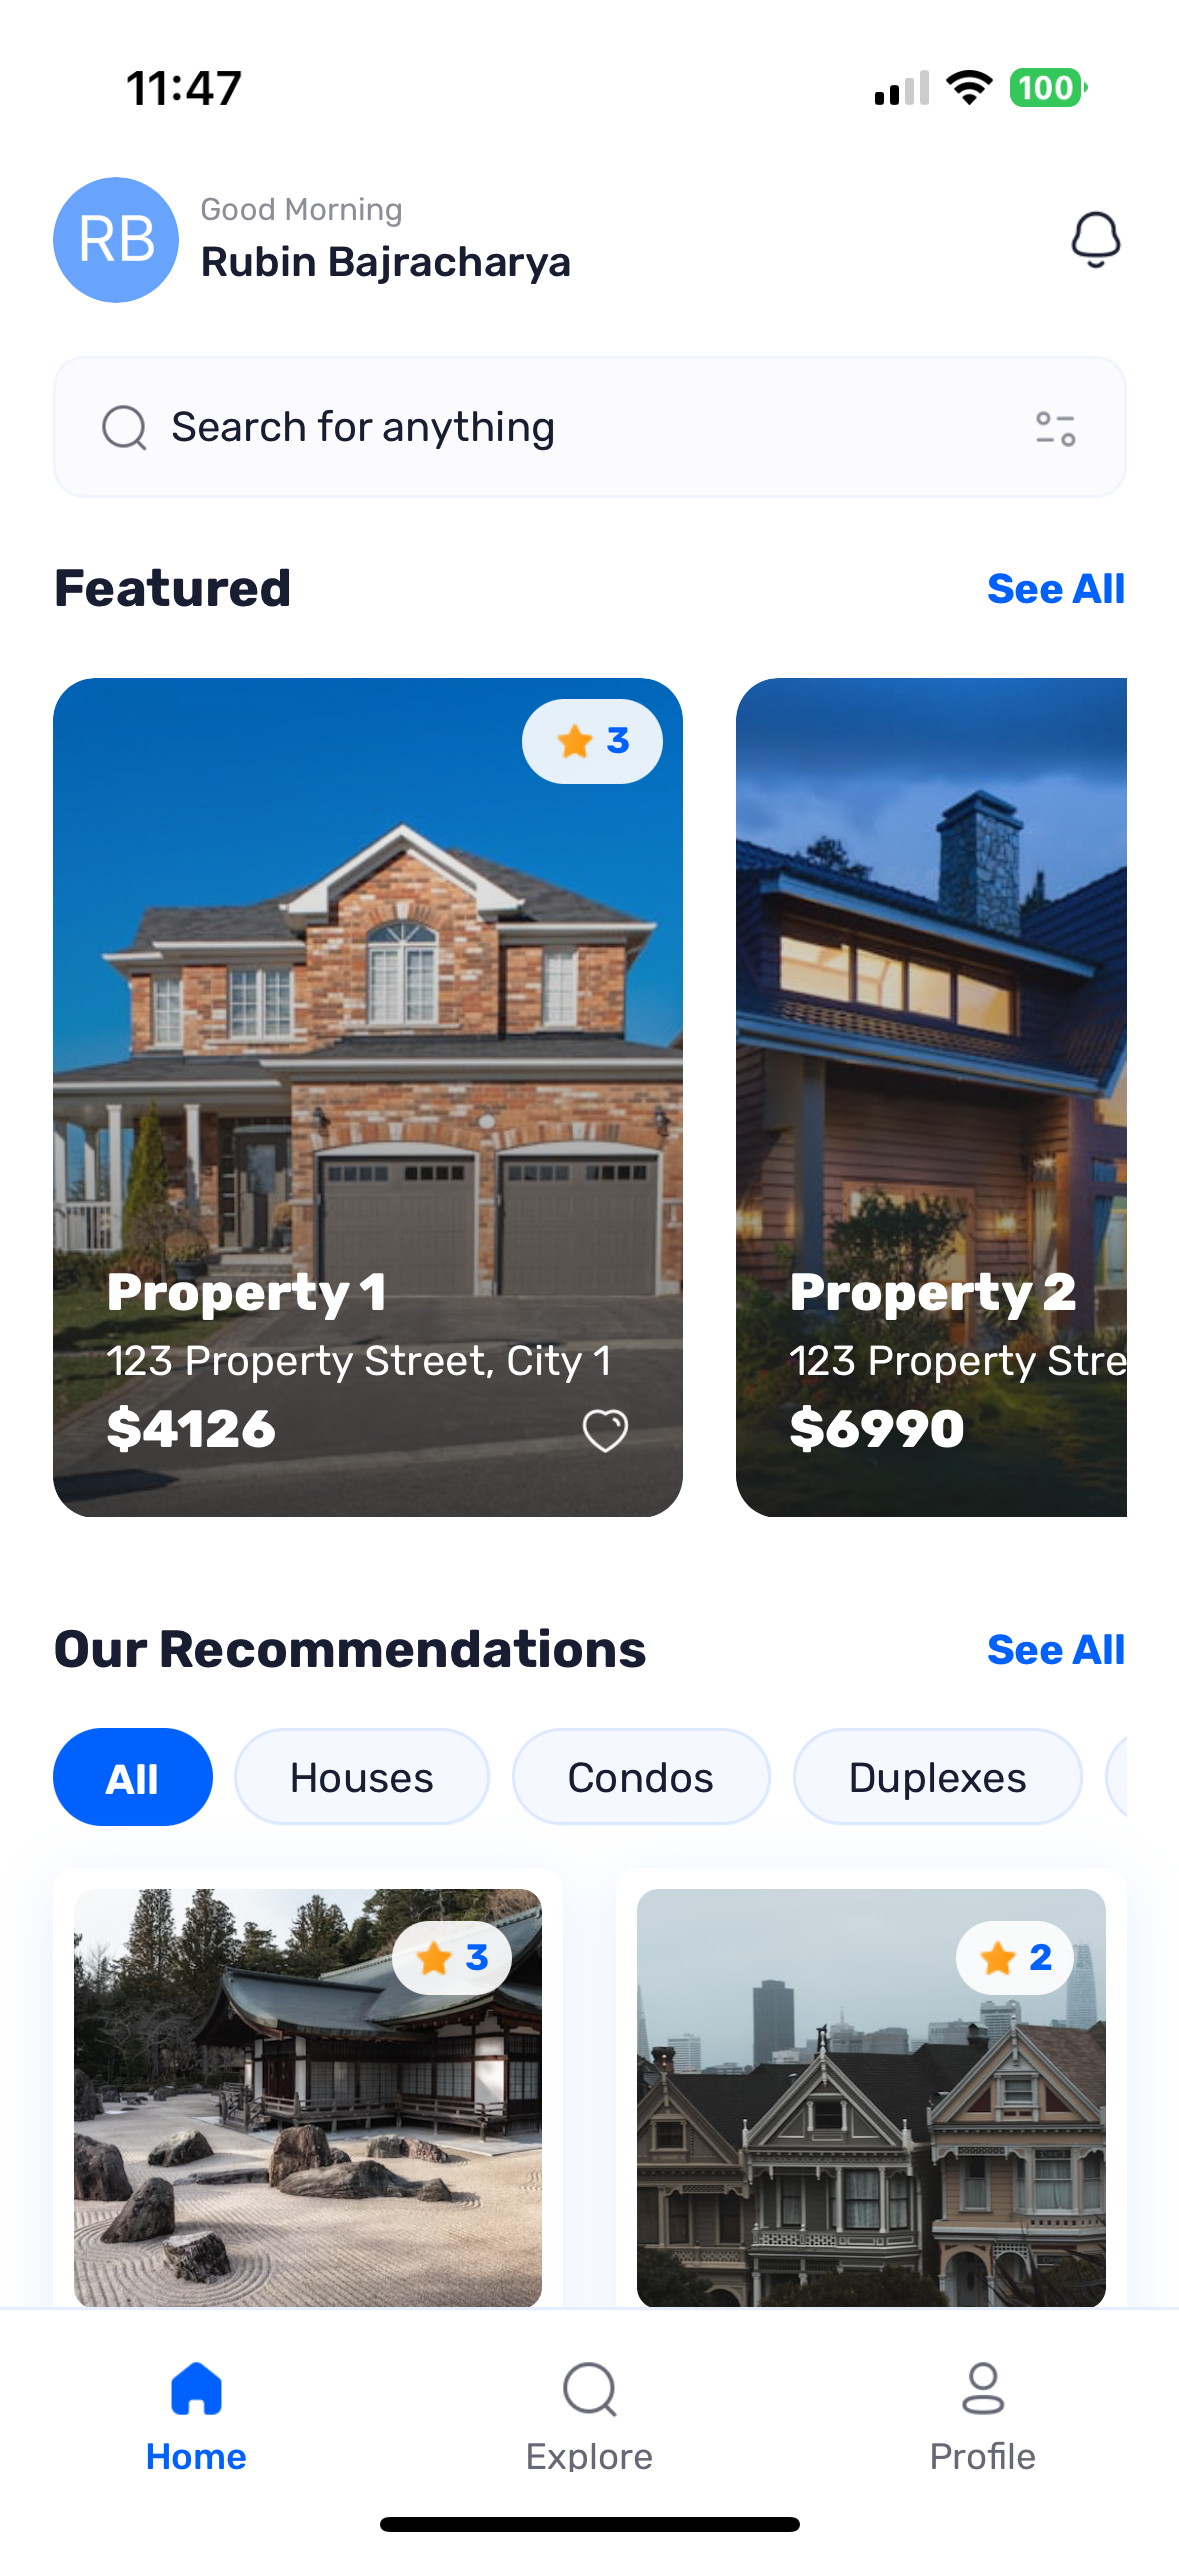 11:47
100
RB
Good Morning
Rubin Bajracharya
Search for anything
Featured
See All
3
Property 1
123 Property Street, City 1
$4126
Property 2
123 Property Stre
$6990
Our Recommendations
See All
All
Houses
Condos
Duplexes
3
2
Home
Explore
Profile